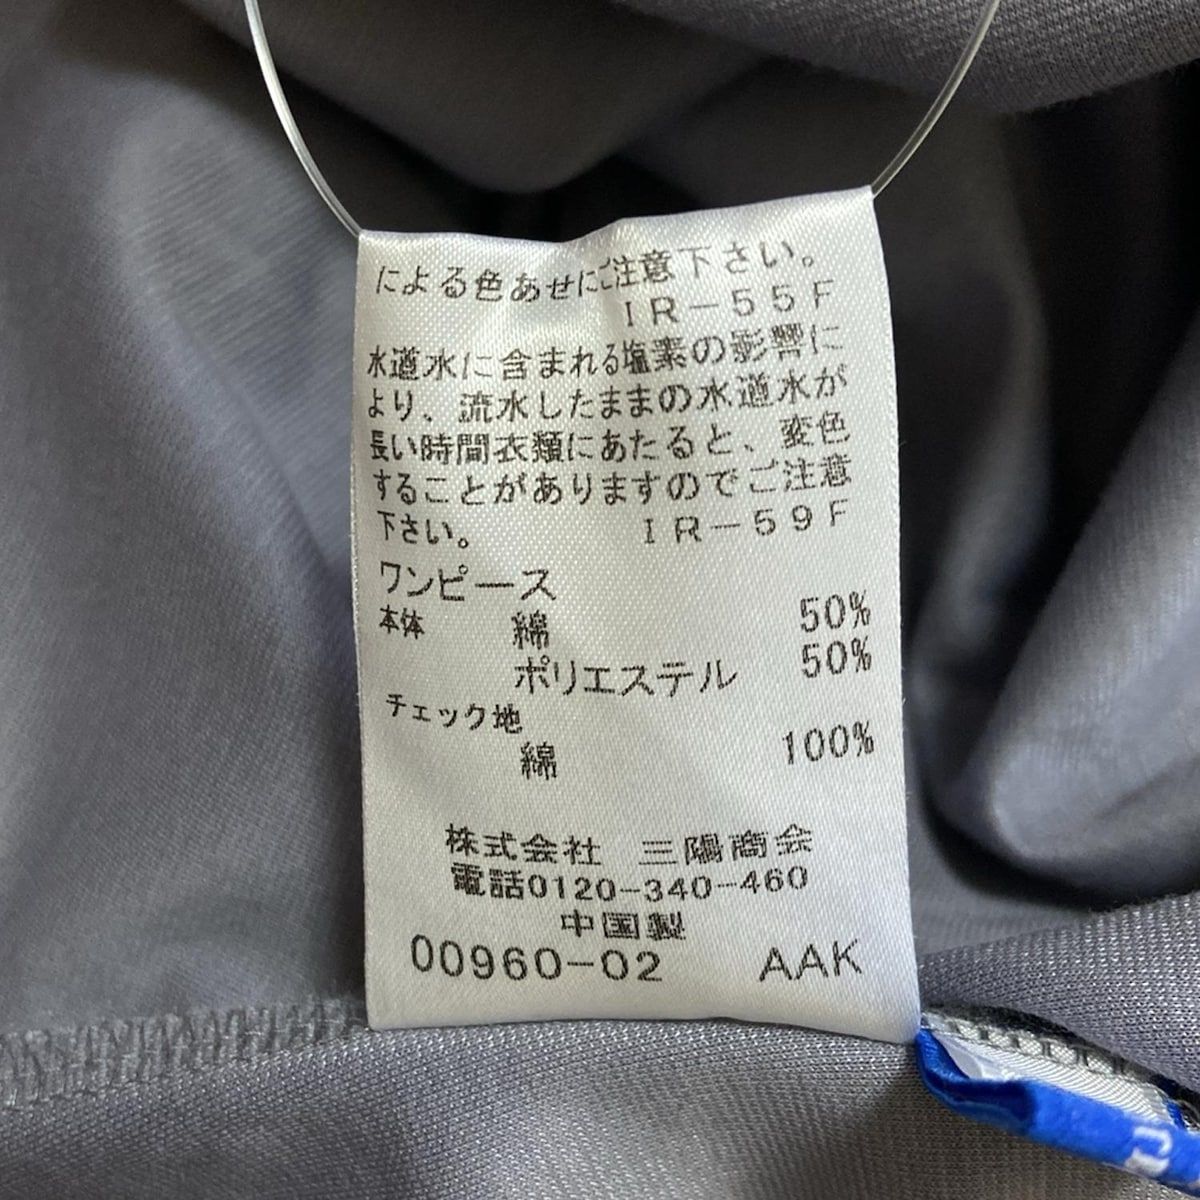 による色あせにご注意下さい。
IR-55F
水道水に含まれる塩素の影響に
より、流水したままの水道水が
長い時間衣類にあたると、変色
することがありますのでご注意
下さい。 IR-59F
ワンピース
本体 綿 50%
ポリエステル 50%
チェック地
綿 100%
株式会社 三陽商会
電話0120-340-460
中国製
00960-02 AAK